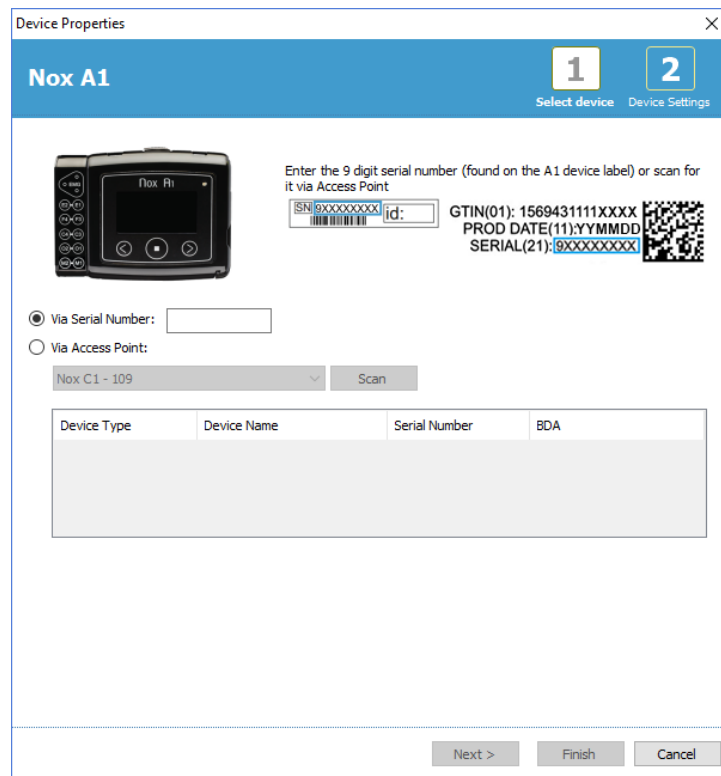 Device Properties
Nox A1
1
Select device
2
Device Settings
Nox A1
Enter the 9 digit serial number (found on the A1 device label) or scan for
it via Access Point
SN 9XXXXXXXX id:
GTIN(01): 1569431111XXXX
PROD DATE(11):YYMMDD
SERIAL(21): 9XXXXXXXX
Via Serial Number:
Via Access Point:
Nox C1 - 109
Scan
Device Type Device Name Serial Number BDA
Next > Finish Cancel